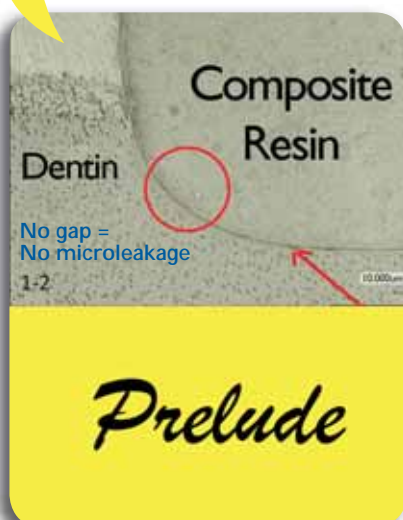 Composite
Resin
Dentin
No gap =
No microleakage
1-2
10.000µm
Prelude